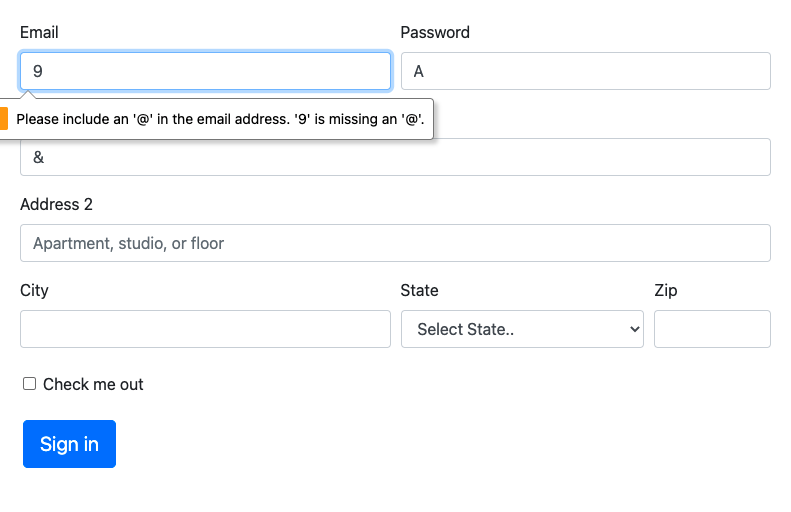 Email Password
9 A
Please include an '@' in the email address. '9' is missing an '@'.
&
Address 2
Apartment, studio, or floor
City State Zip
Select State..
Check me out
Sign in